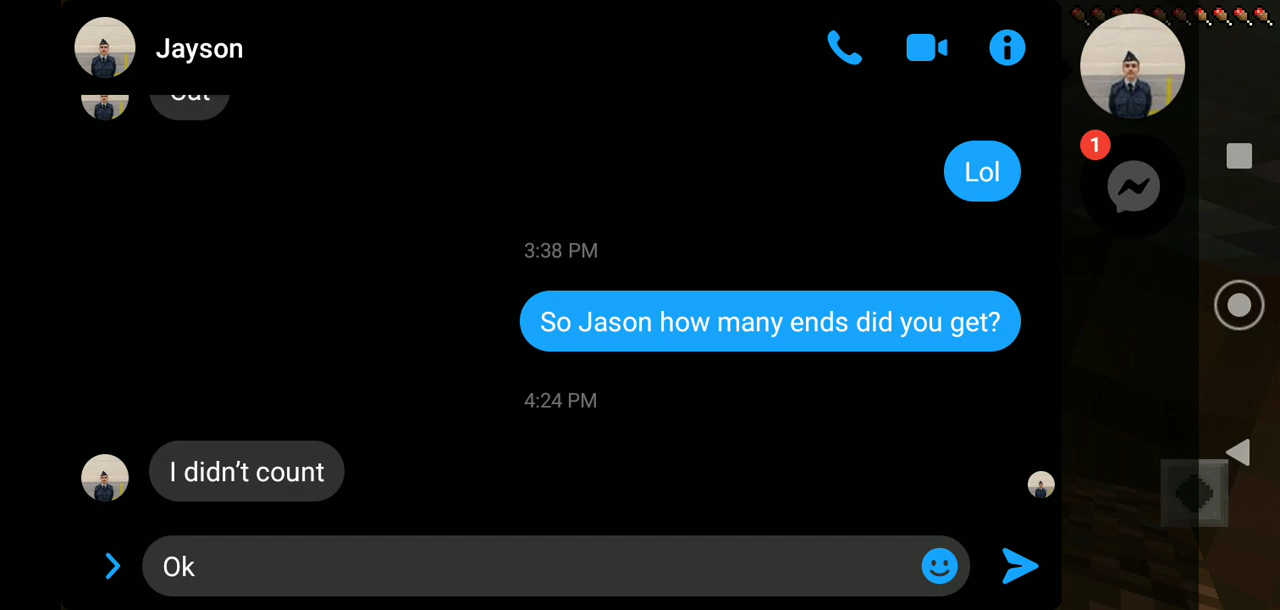 Jayson
Lol
3:38 PM
So Jason how many ends did you get?
4:24 PM
I didn't count
Ok
1